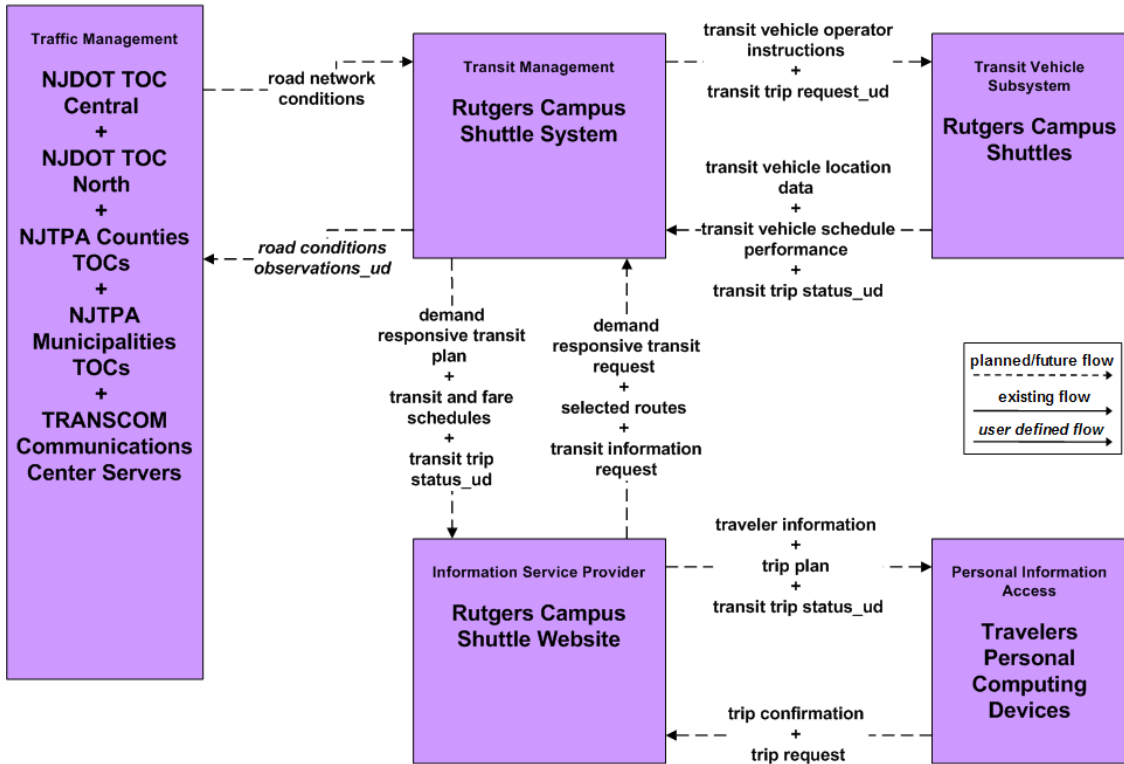 Traffic Management
NJDOT TOC
Central
+
NJDOT TOC
North
+
NJTPA Counties
TOCs
+
NJTPA
Municipalities
TOCs
+
TRANSCOM
Communications
Center Servers
road network
conditions
road conditions
observations_ud
Transit Management
Rutgers Campus
Shuttle System
transit vehicle operator
instructions
+
transit trip request_ud
transit vehicle location
data
+
transit vehicle schedule
performance
+
transit trip status_ud
Transit Vehicle
Subsystem
Rutgers Campus
Shuttles
demand
responsive transit
plan
+
transit and fare
schedules
+
transit trip
status_ud
demand
responsive transit
request
+
selected routes
+
transit information
request
planned/future flow
existing flow
user defined flow
Information Service Provider
Rutgers Campus
Shuttle Website
traveler information
+
trip plan
+
transit trip status_ud
trip confirmation
+
trip request
Personal Information
Access
Travelers
Personal
Computing
Devices